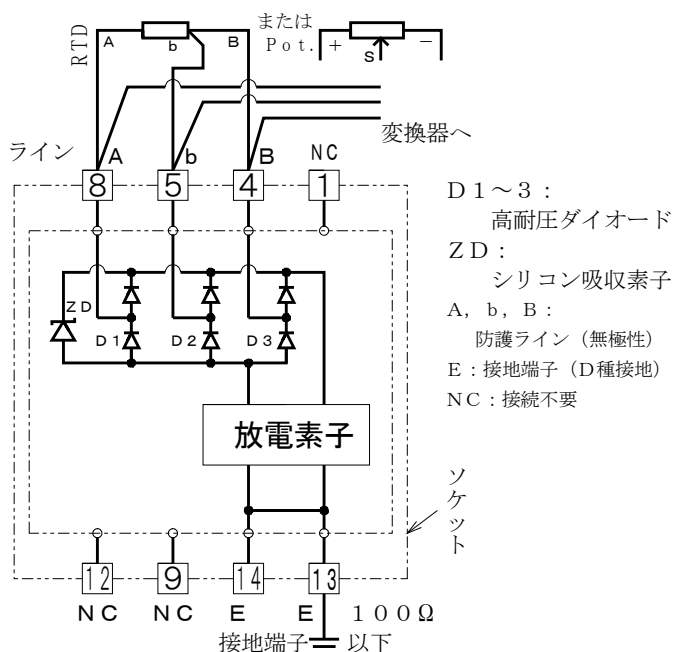 または
RTD
A
b
B
Pot.
+
S
−
変換器へ
ライン
A
b
B
NC
8
5
4
1
D1～3：
高耐圧ダイオード
ZD：
シリコン吸収素子
A，b，B：
防護ライン（無極性）
E：接地端子（D種接地）
NC：接続不要
ZD
D1
D2
D3
放電素子
ソケット
12
9
14
13
NC
NC
E
E
100Ω
接地端子
以下